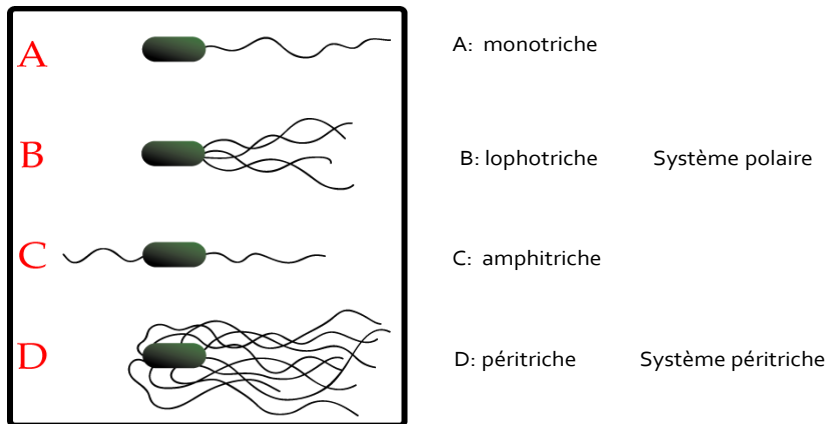 A A: monotriche
B B: lophotriche Système polaire
C C: amphitriche
D D: péritriche Système péritriche